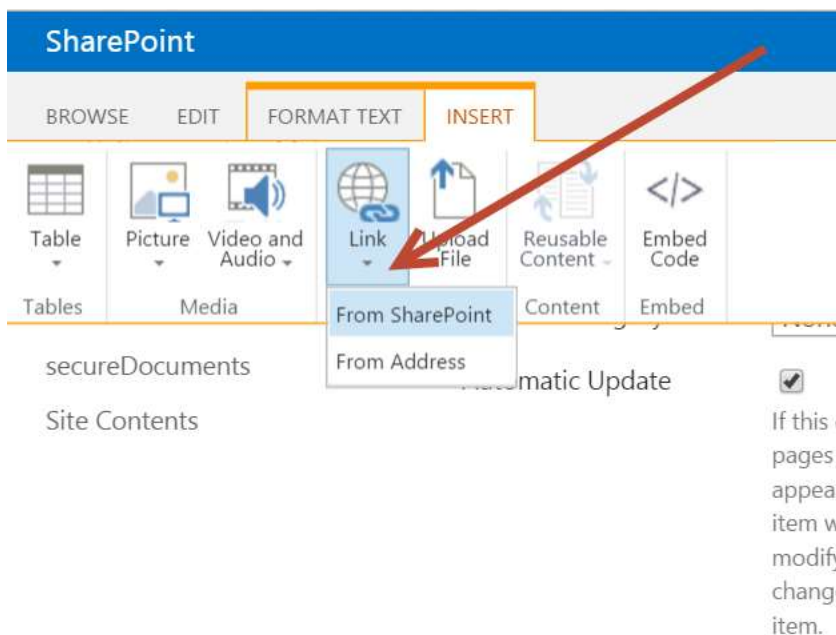 SharePoint
BROWSE EDIT FORMAT TEXT INSERT
Table Picture Video and Audio Link Upload File Reusable Content Embed Code
Tables Media Content Embed
From SharePoint
From Address
secureDocuments
Automatic Update
Site Contents
If this
pages
appea
item w
modify
change
item.